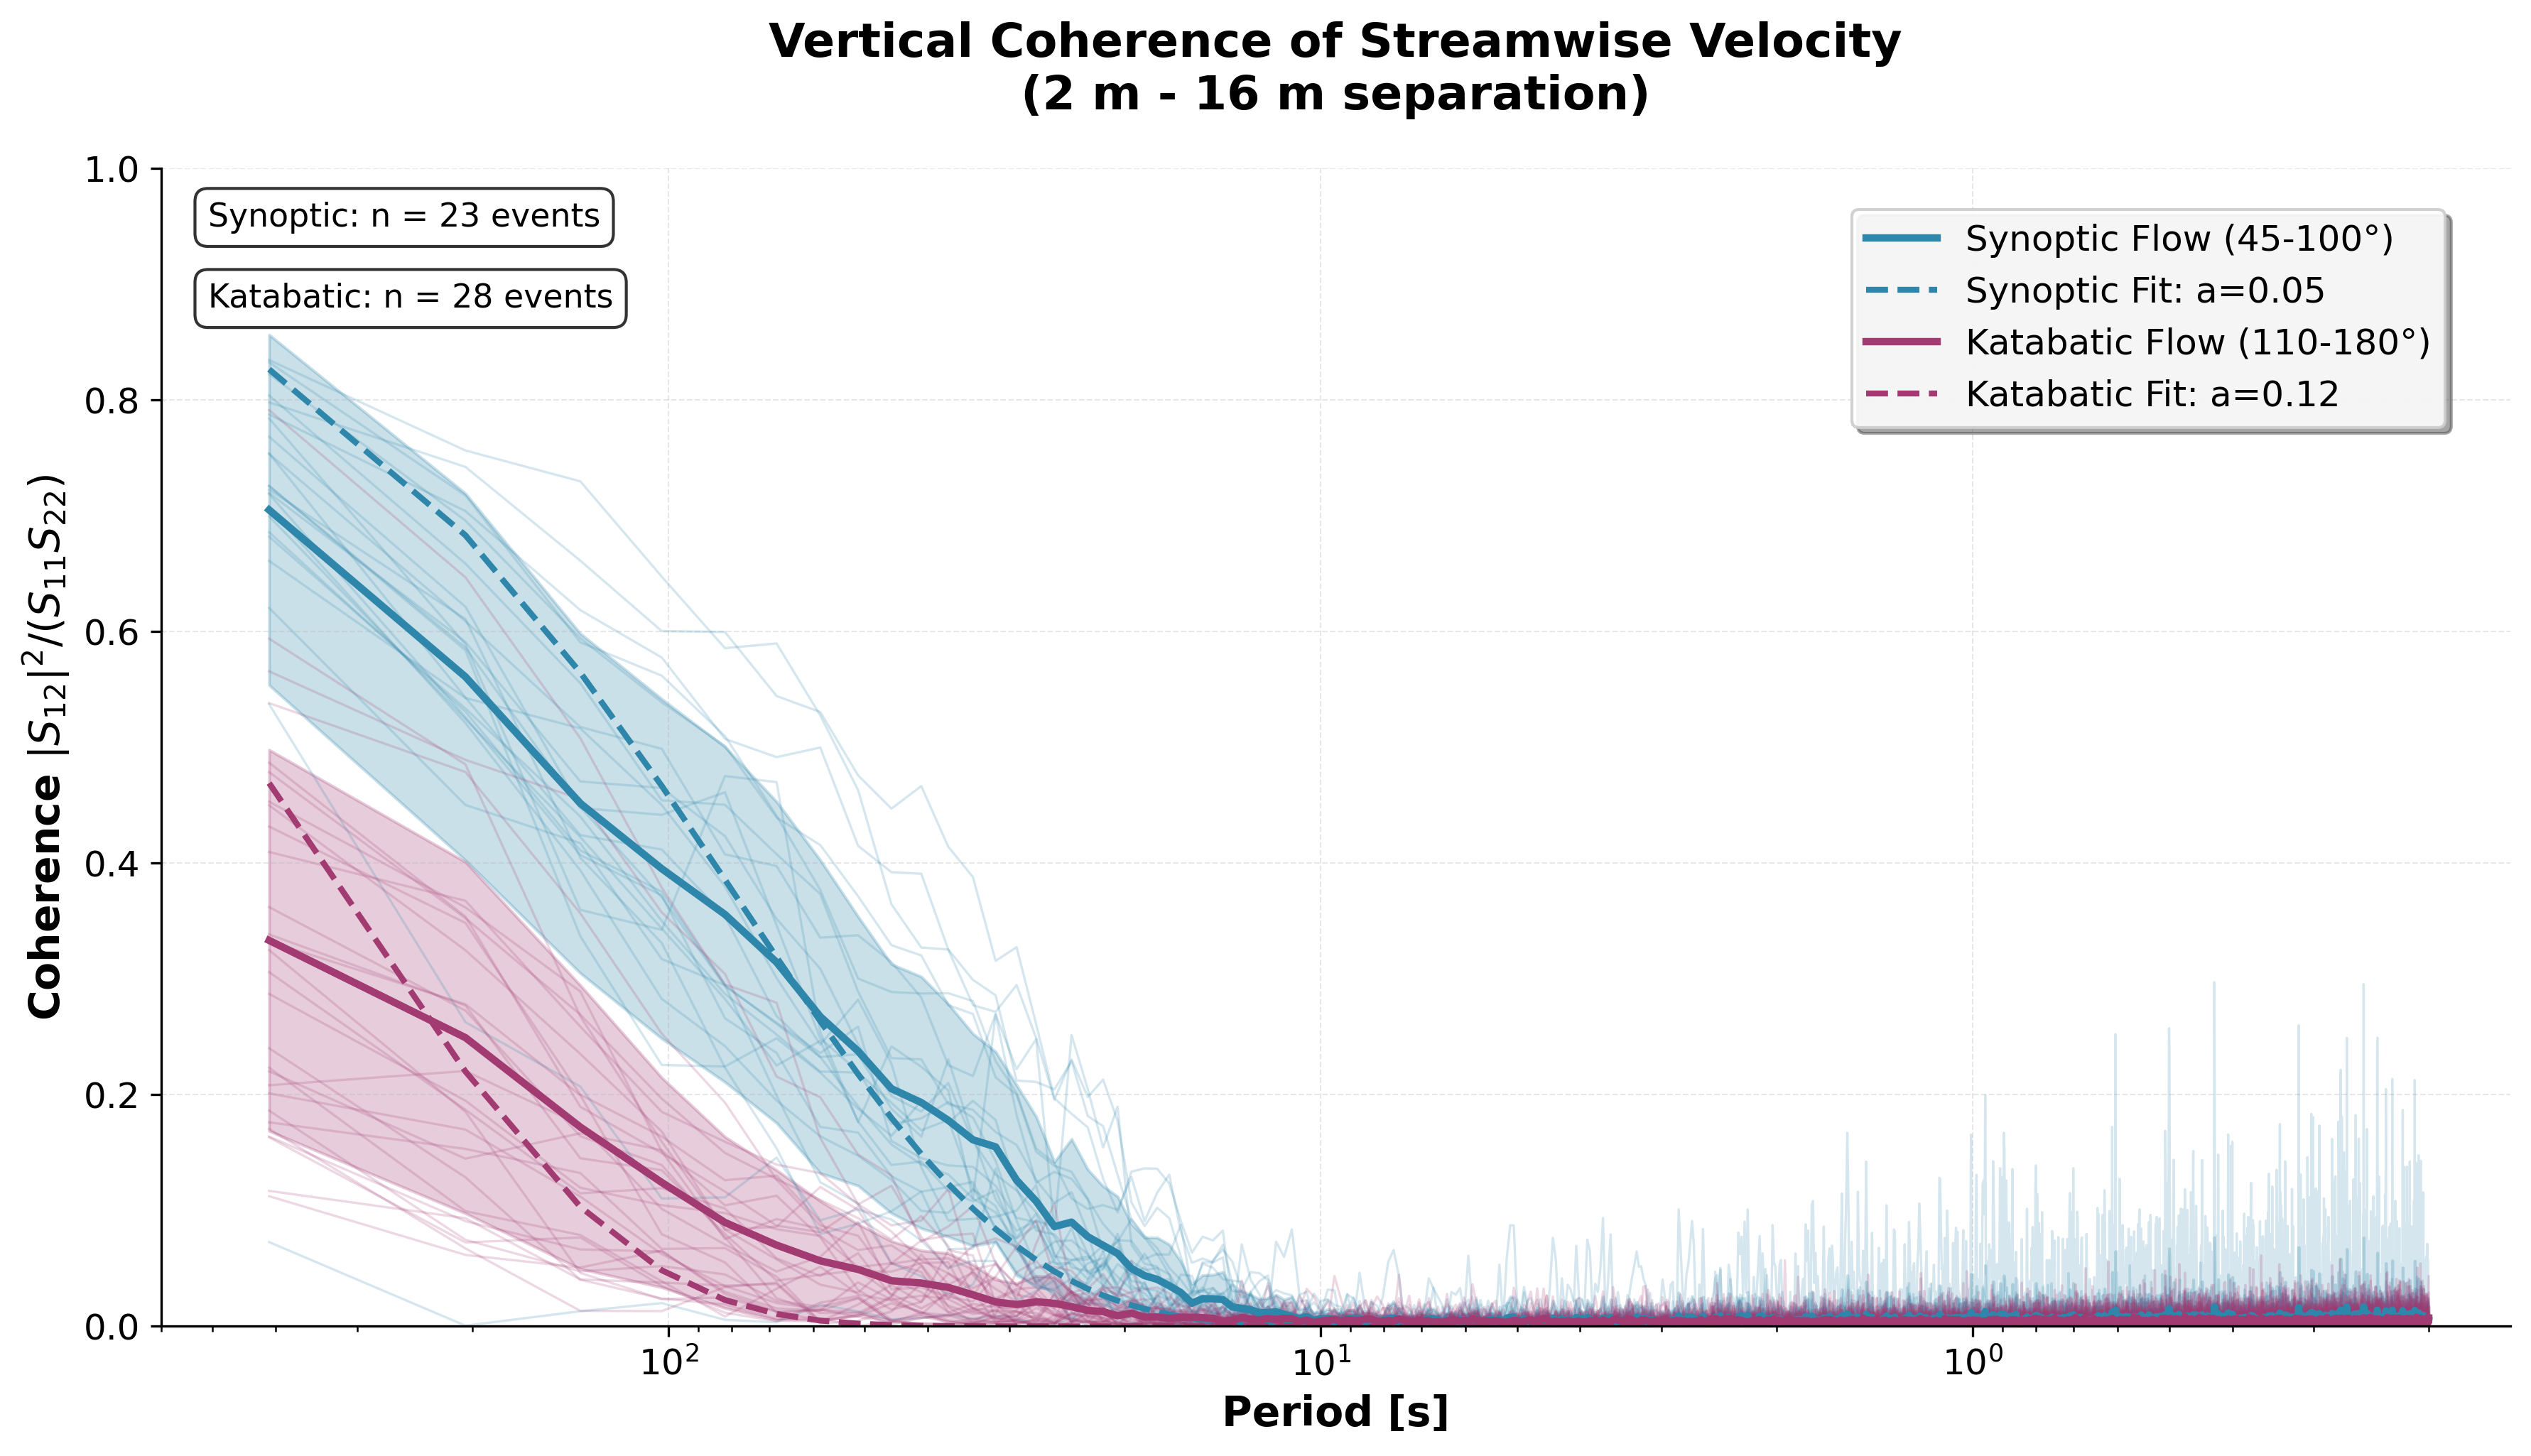 Vertical Coherence of Streamwise Velocity
(2 m - 16 m separation)
Synoptic: n = 23 events
Katabatic: n = 28 events
Synoptic Flow (45-100°)
Synoptic Fit: a=0.05
Katabatic Flow (110-180°)
Katabatic Fit: a=0.12
Coherence |S₁₂|²/(S₁₁S₂₂)
1.0
0.8
0.6
0.4
0.2
0.0
10²
10¹
10⁰
Period [s]